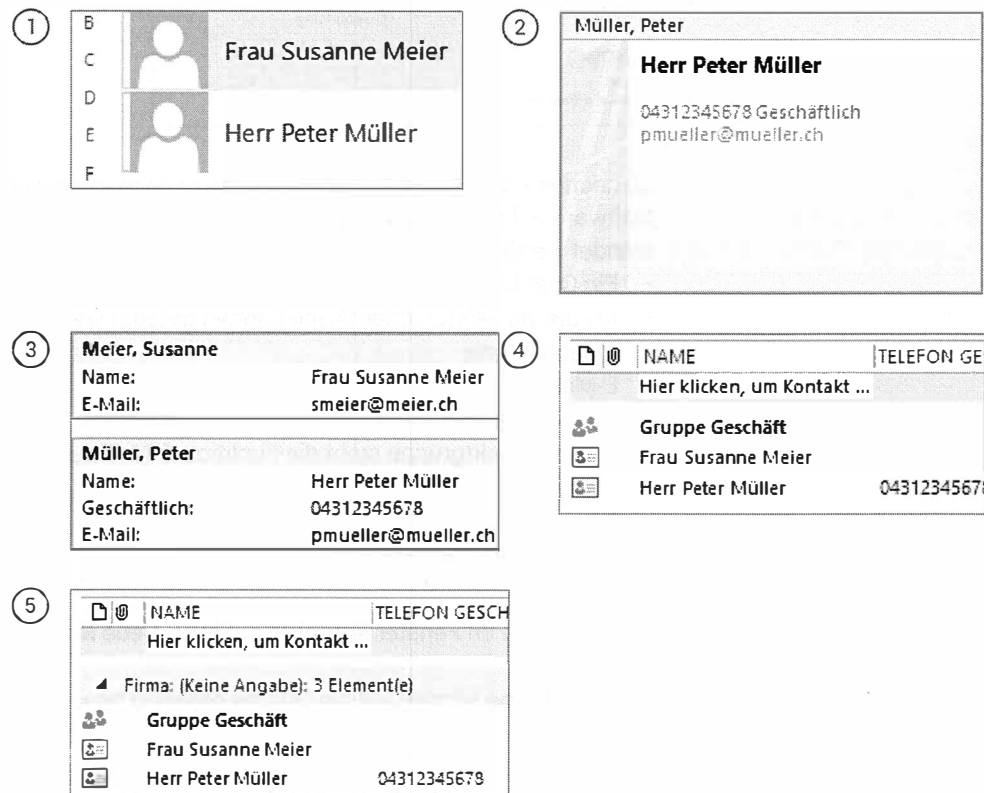 1
B
C
Frau Susanne Meier
D
E
Herr Peter Müller
F
2
Müller, Peter
Herr Peter Müller
04312345678 Geschäftlich
pmueller@mueller.ch
3
Meier, Susanne
Name: Frau Susanne Meier
E-Mail: smeier@meier.ch
Müller, Peter
Name: Herr Peter Müller
Geschäftlich: 04312345678
E-Mail: pmueller@mueller.ch
4
NAME TELEFON GE
Hier klicken, um Kontakt ...
Gruppe Geschäft
Frau Susanne Meier
Herr Peter Müller 04312345678
5
NAME TELEFON GESCH
Hier klicken, um Kontakt ...
Firma: (Keine Angabe): 3 Element(e)
Gruppe Geschäft
Frau Susanne Meier
Herr Peter Müller 04312345678